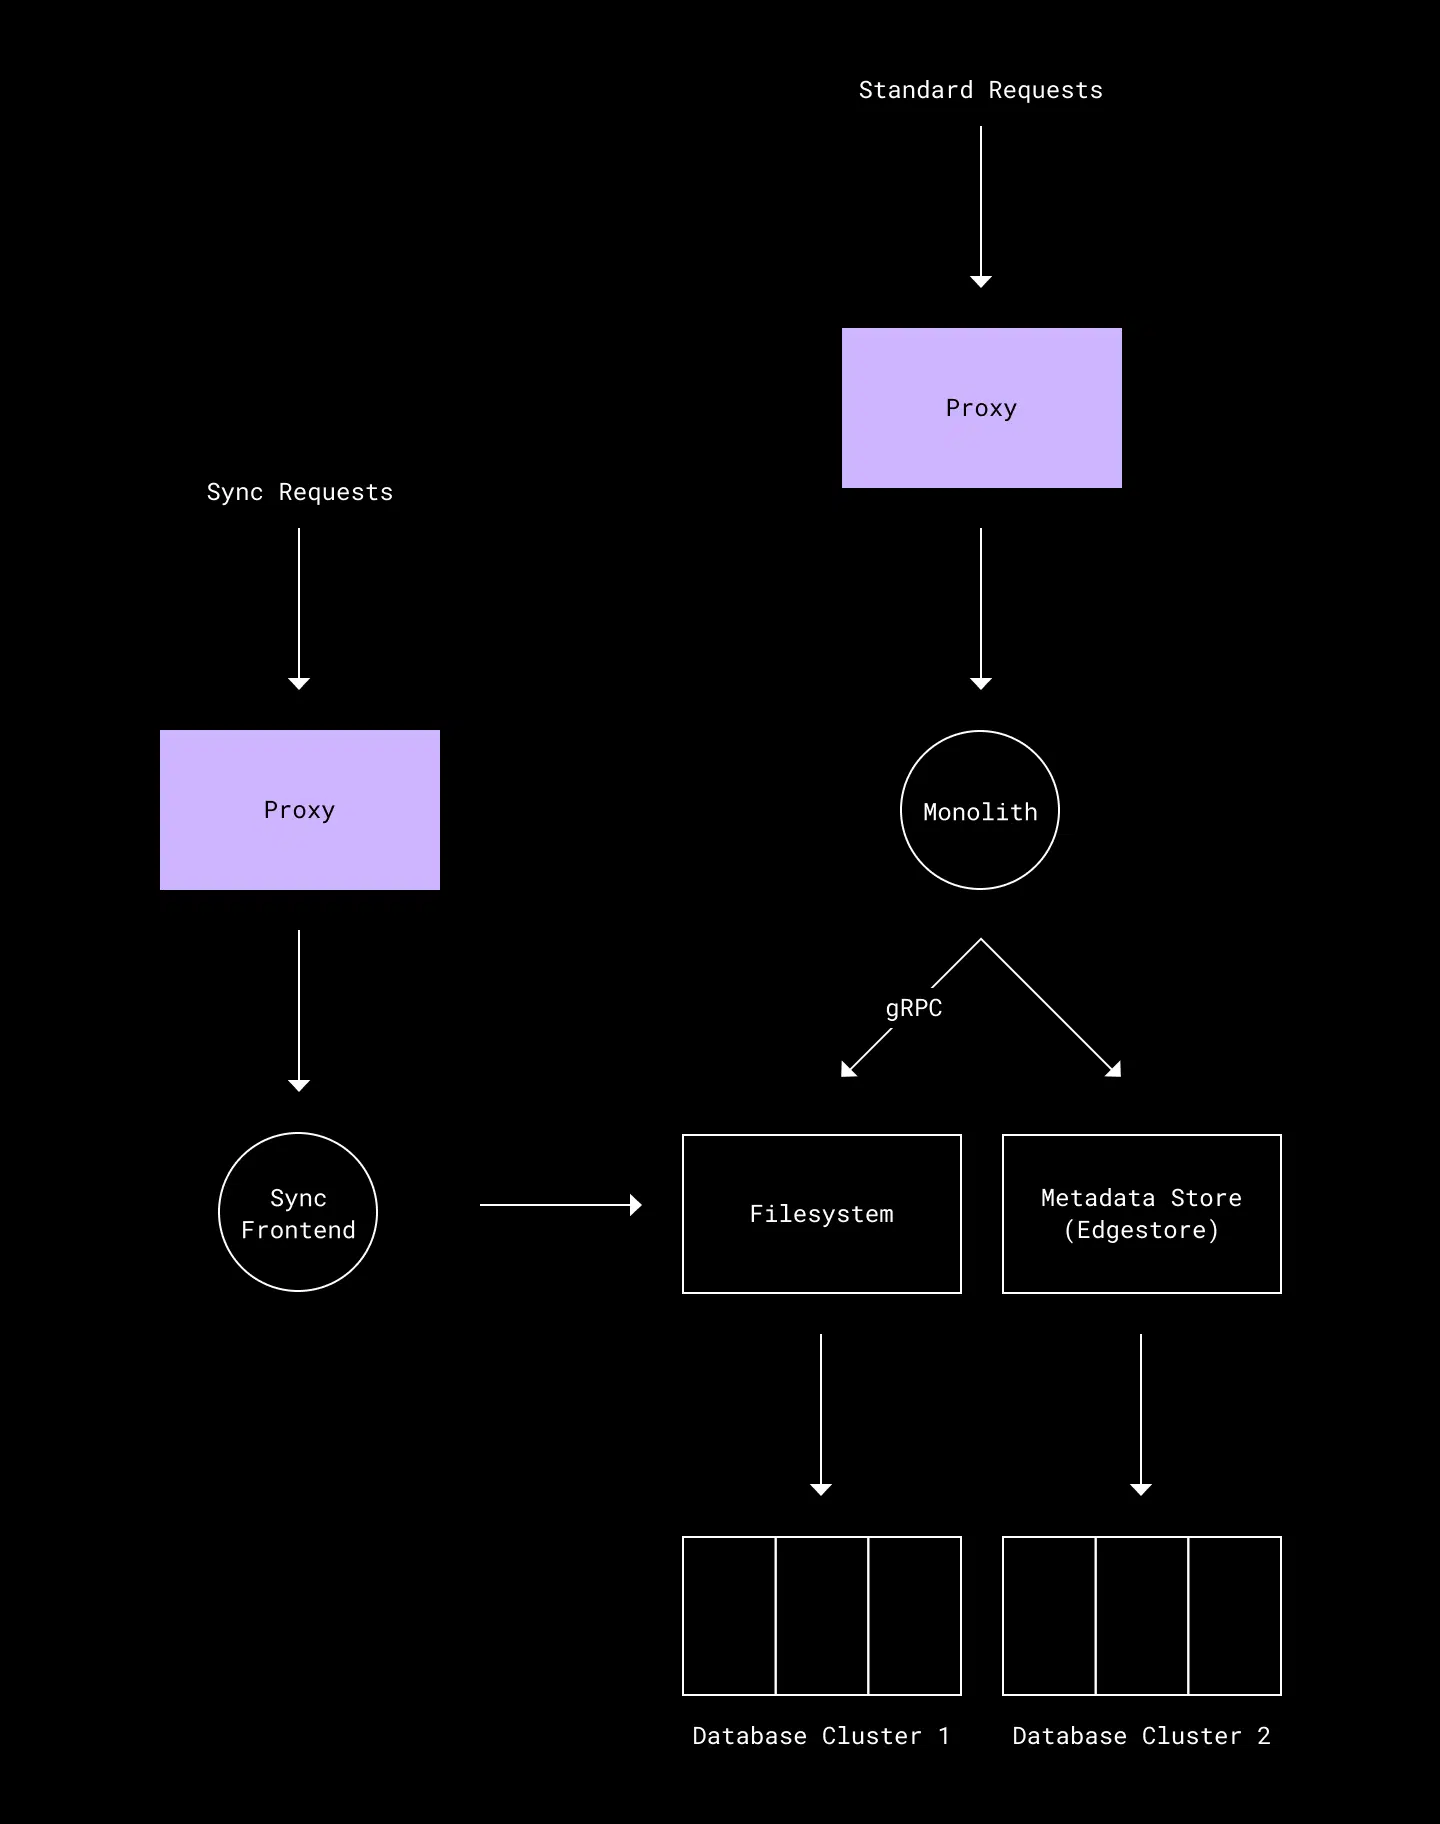 Standard Requests
Proxy
Sync Requests
Proxy
Monolith
gRPC
Sync
Frontend
Filesystem
Metadata Store
(Edgestore)
Database Cluster 1
Database Cluster 2